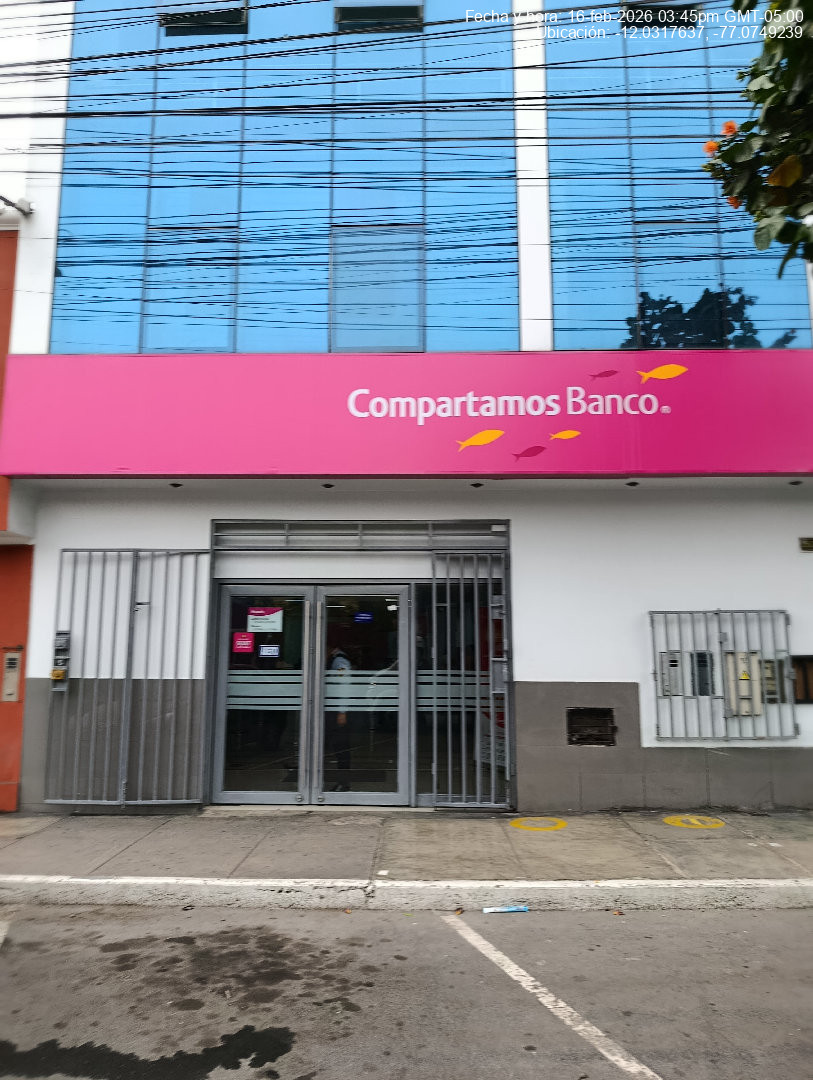 Fecha y hora: 16-feb-2026 03:45pm GMT-05:00
Ubicación: -12.0317637, -77.0749239
Compartamos Banco®